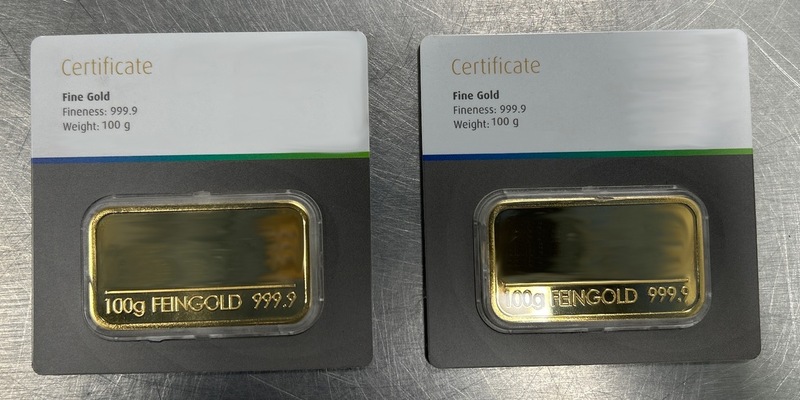 Certificate
Fine Gold
Fineness: 999.9
Weight: 100 g
100g FEINGOLD 999.9
Certificate
Fine Gold
Fineness: 999.9
Weight: 100 g
100g FEINGOLD 999.9